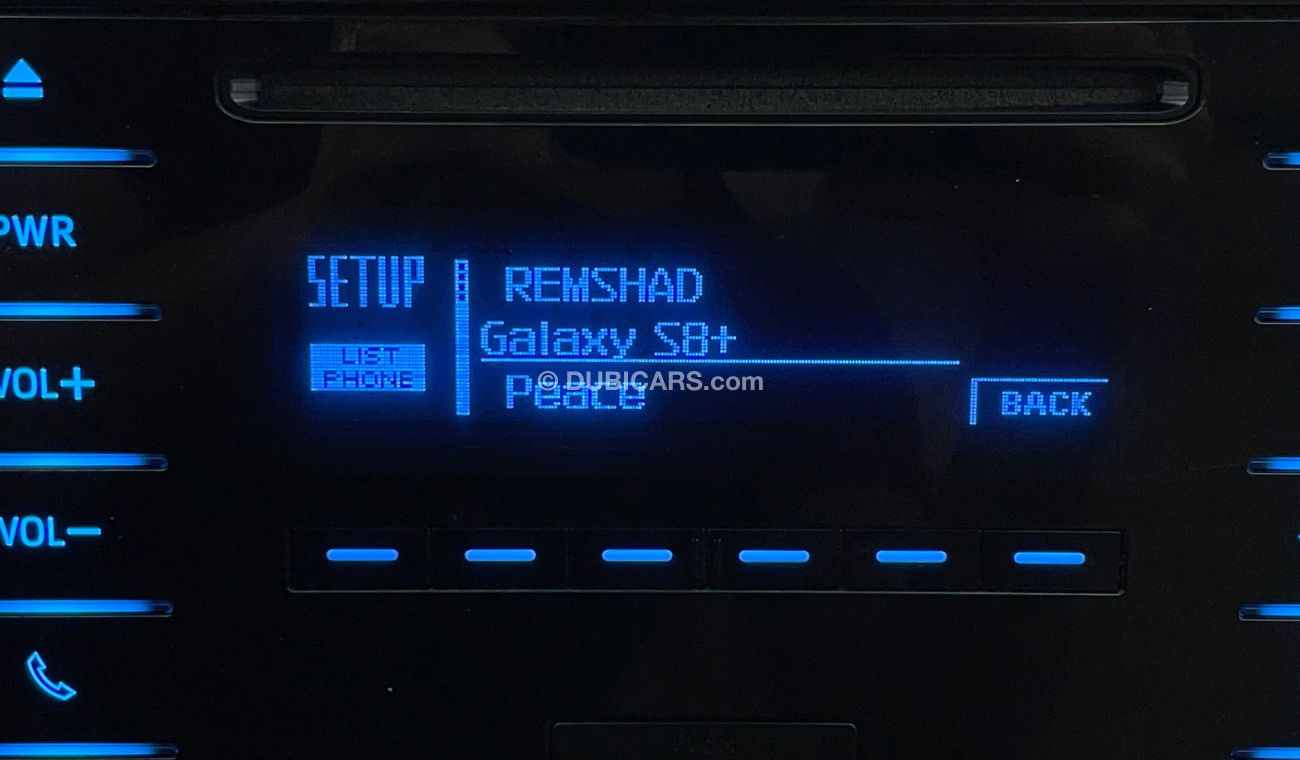 PWR
VOL+
VOL−
SETUP
LIST
PHONE
REMSHAD
Galaxy S8+
Peace
BACK
© DUBICARS.com